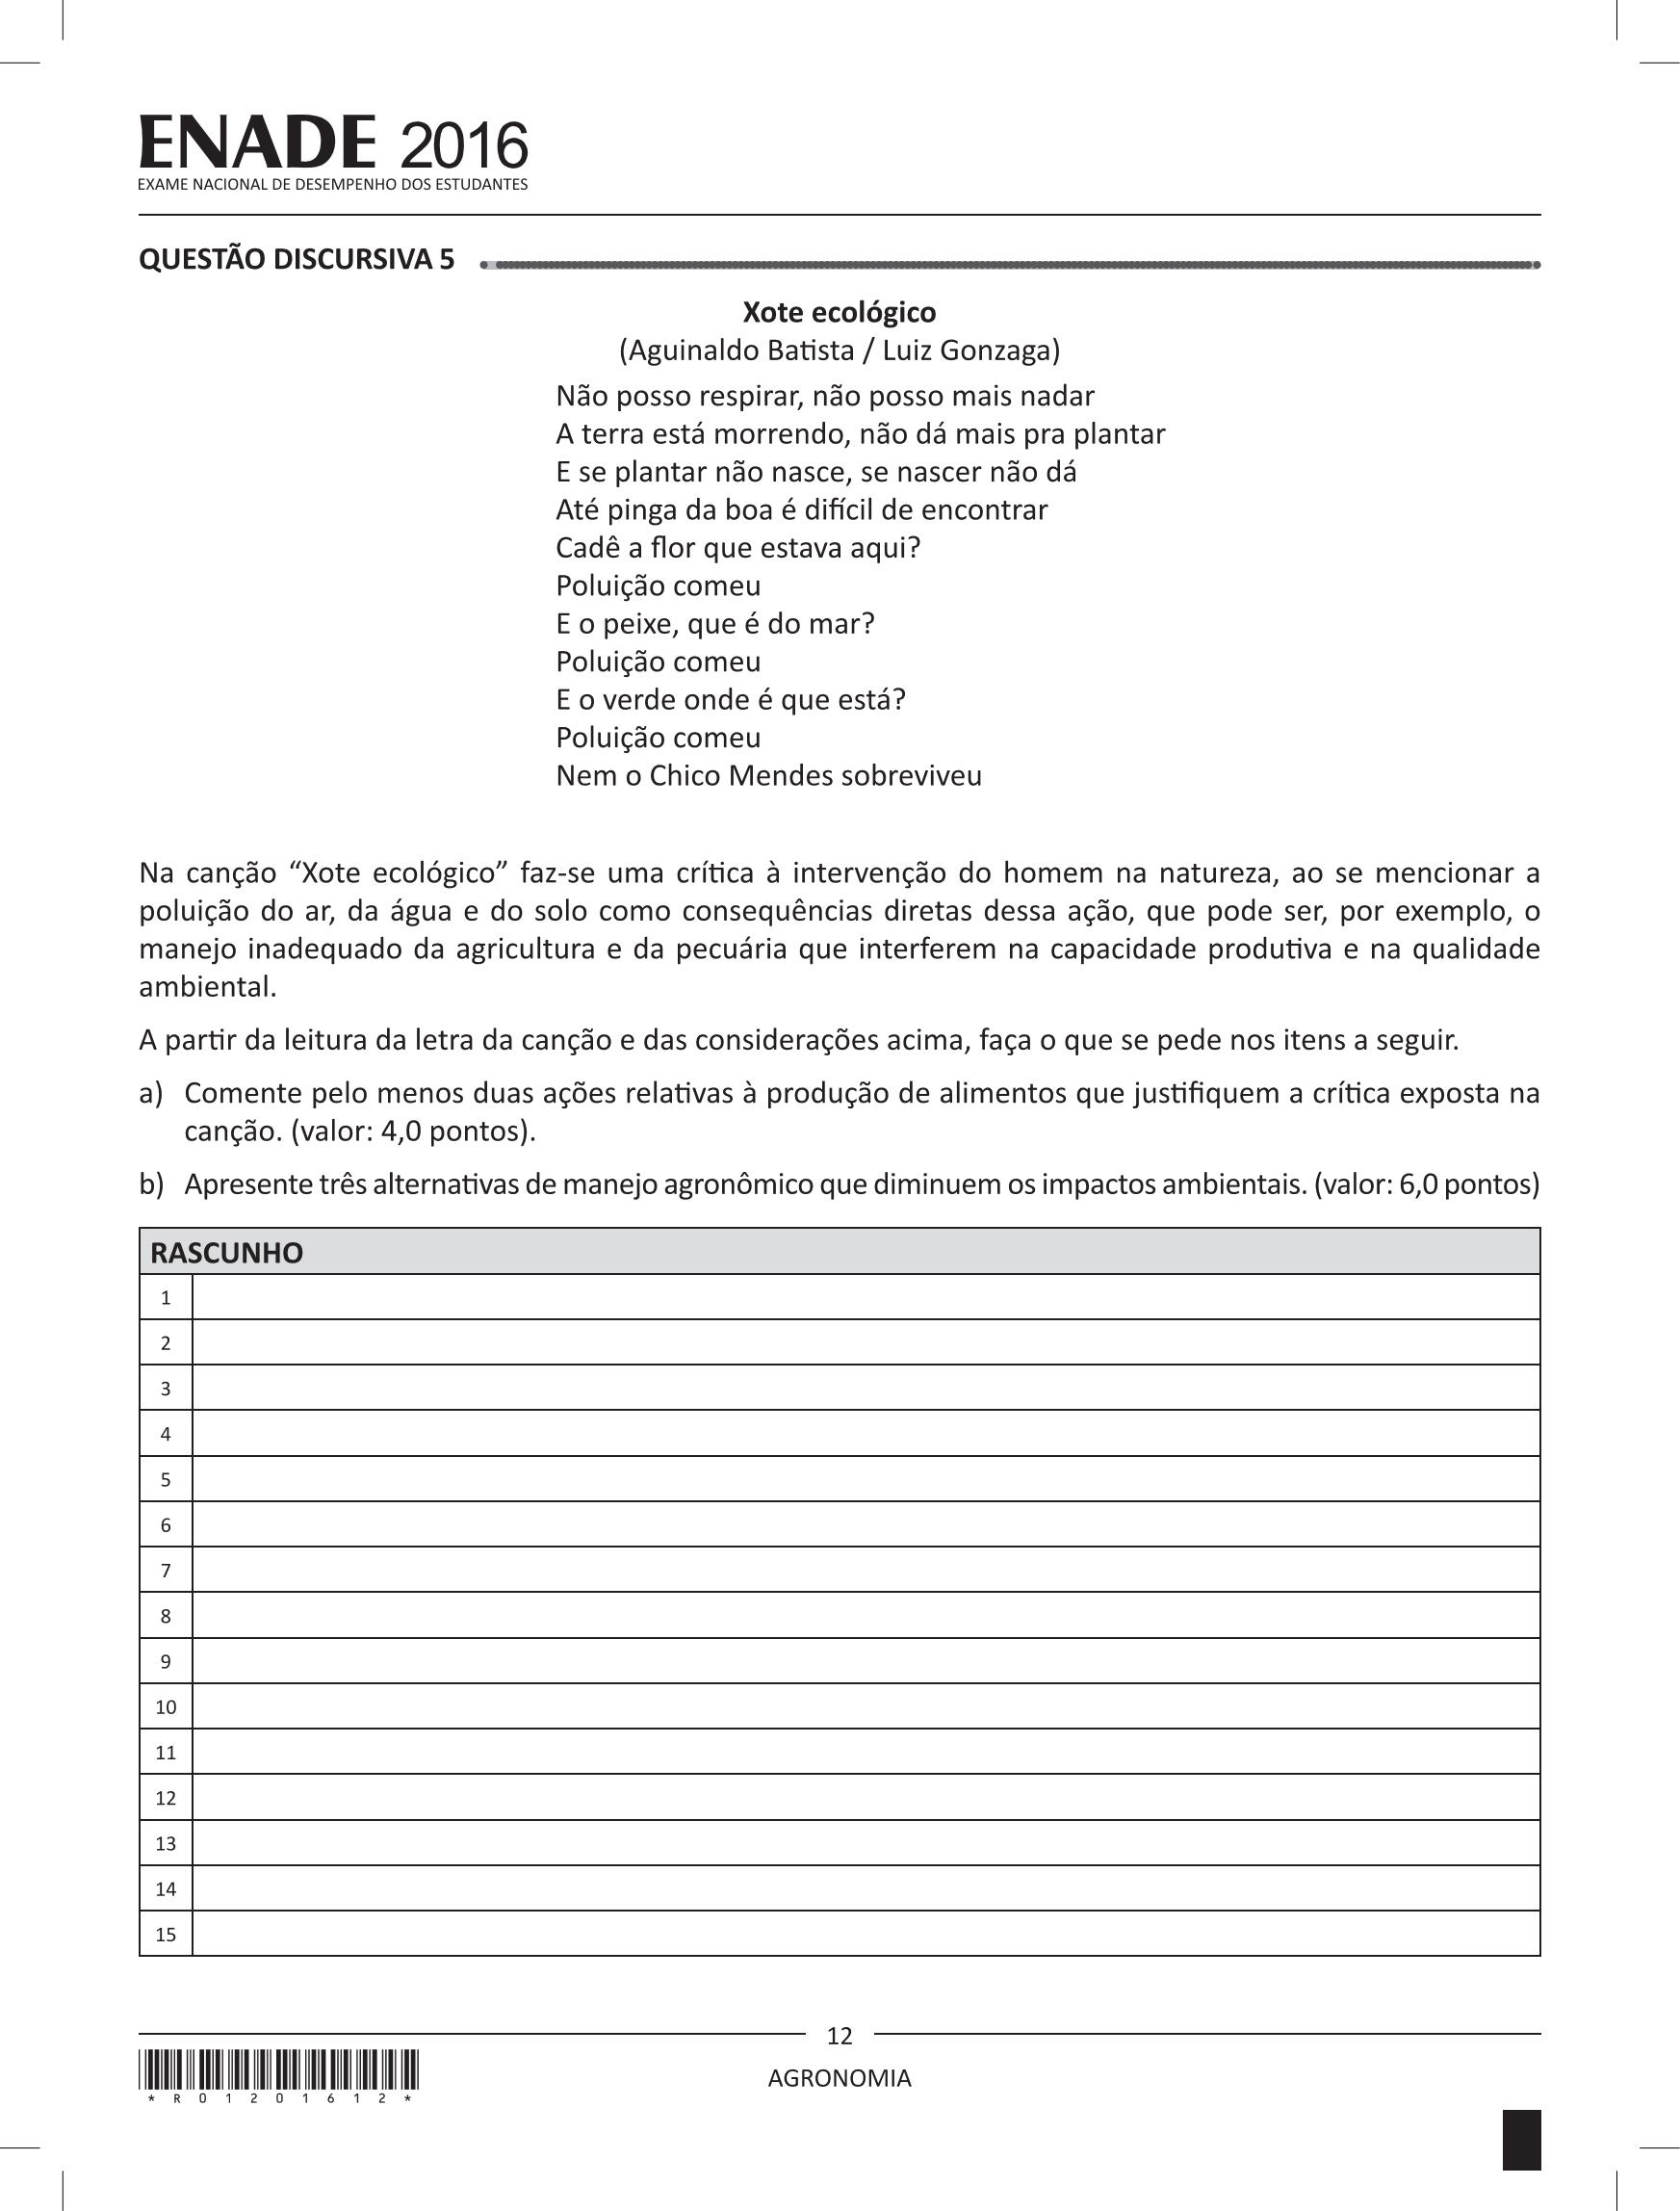 ENADE 2016
EXAME NACIONAL DE DESEMPENHO DOS ESTUDANTES
QUESTÃO DISCURSIVA 5
Xote ecológico
(Aguinaldo Batista / Luiz Gonzaga)
Não posso respirar, não posso mais nadar
A terra está morrendo, não dá mais pra plantar
E se plantar não nasce, se nascer não dá
Até pinga da boa é difícil de encontrar
Cadê a flor que estava aqui?
Poluição comeu
E o peixe, que é do mar?
Poluição comeu
E o verde onde é que está?
Poluição comeu
Nem o Chico Mendes sobreviveu
Na canção “Xote ecológico” faz-se uma crítica à intervenção do homem na natureza, ao se mencionar a
poluição do ar, da água e do solo como consequências diretas dessa ação, que pode ser, por exemplo, o
manejo inadequado da agricultura e da pecuária que interferem na capacidade produtiva e na qualidade
ambiental.
A partir da leitura da letra da canção e das considerações acima, faça o que se pede nos itens a seguir.
a) Comente pelo menos duas ações relativas à produção de alimentos que justifiquem a crítica exposta na
canção. (valor: 4,0 pontos).
b) Apresente três alternativas de manejo agronômico que diminuem os impactos ambientais. (valor: 6,0 pontos)
RASCUNHO
1
2
3
4
5
6
7
8
9
10
11
12
13
14
15
12
AGRONOMIA
* R 0 1 2 0 1 6 1 2 *